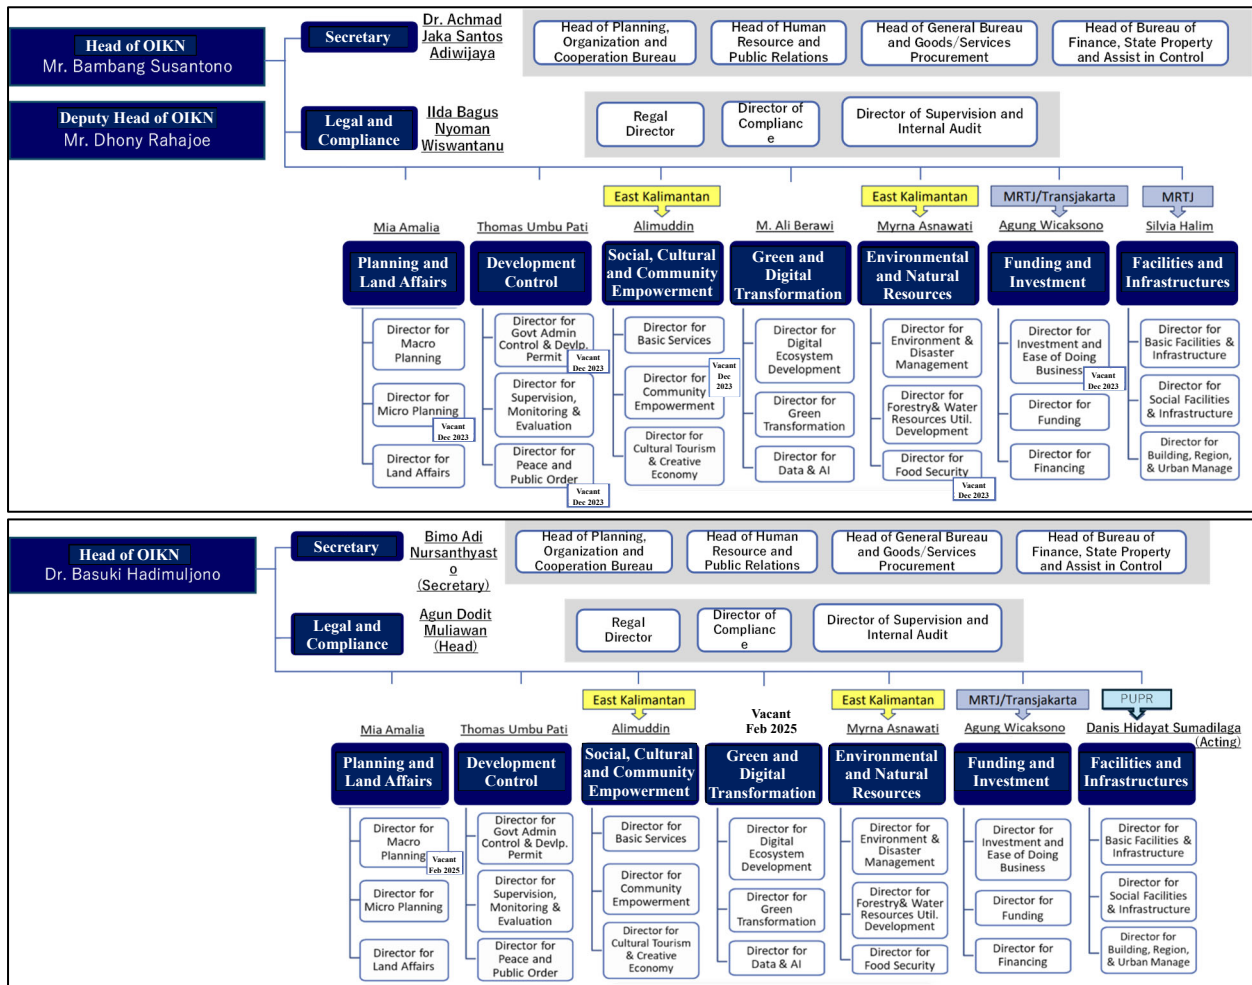 Head of OIKN
Mr. Bambang Susantono
Deputy Head of OIKN
Mr. Dhony Rahajoe
Secretary
Dr. Achmad
Jaka Santos
Adiwijaya
Head of Planning,
Organization and
Cooperation Bureau
Head of Human
Resource and
Public Relations
Head of General Bureau
and Goods/Services
Procurement
Head of Bureau of
Finance, State Property
and Assist in Control
Legal and
Compliance
Ilda Bagus
Nyoman
Wiswantanu
Regal
Director
Director of
Complianc
e
Director of Supervision and
Internal Audit
East Kalimantan
East Kalimantan
MRTJ/Transjakarta
MRTJ
Mia Amalia
Thomas Umbu Pati
Alimuddin
M. Ali Berawi
Myrna Asnawati
Agung Wicaksono
Silvia Halim
Planning and
Land Affairs
Development
Control
Social, Cultural
and Community
Empowerment
Green and
Digital
Transformation
Environmental
and Natural
Resources
Funding and
Investment
Facilities and
Infrastructures
Director for
Macro
Planning
Director for
Micro Planning
Vacant
Dec 2023
Director for
Land Affairs
Director for
Govt Admin
Control & Devlp.
Permit
Vacant
Dec 2023
Director for
Supervision,
Monitoring &
Evaluation
Director for
Peace and
Public Order
Vacant
Dec 2023
Director for
Basic Services
Vacant
Dec
2023
Director for
Community
Empowerment
Director for
Cultural Tourism
& Creative
Economy
Director for
Digital
Ecosystem
Development
Director for
Green
Transformation
Director for
Data & AI
Director for
Environment &
Disaster
Management
Director for
Forestry& Water
Resources Util.
Development
Director for
Food Security
Vacant
Dec 2023
Director for
Investment and
Ease of Doing
Business
Vacant
Dec 2023
Director for
Funding
Director for
Financing
Director for
Basic Facilities &
Infrastructure
Director for
Social Facilities
& Infrastructure
Director for
Building, Region,
& Urban Manage
Head of OIKN
Dr. Basuki Hadimuljono
Secretary
Bimo Adi
Nursanthyast
o
(Secretary)
Head of Planning,
Organization and
Cooperation Bureau
Head of Human
Resource and
Public Relations
Head of General Bureau
and Goods/Services
Procurement
Head of Bureau of
Finance, State Property
and Assist in Control
Legal and
Compliance
Agun Dodit
Muliawan
(Head)
Regal
Director
Director of
Complianc
e
Director of Supervision and
Internal Audit
East Kalimantan
East Kalimantan
MRTJ/Transjakarta
PUPR
Mia Amalia
Thomas Umbu Pati
Alimuddin
Vacant
Feb 2025
Myrna Asnawati
Agung Wicaksono
Danis Hidayat Sumadilaga
(Acting)
Planning and
Land Affairs
Development
Control
Social, Cultural
and Community
Empowerment
Green and
Digital
Transformation
Environmental
and Natural
Resources
Funding and
Investment
Facilities and
Infrastructures
Director for
Macro
Planning
Vacant
Feb 2025
Director for
Micro Planning
Director for
Land Affairs
Director for
Govt Admin
Control & Devlp.
Permit
Director for
Supervision,
Monitoring &
Evaluation
Director for
Peace and
Public Order
Director for
Basic Services
Director for
Community
Empowerment
Director for
Cultural Tourism
& Creative
Economy
Director for
Digital
Ecosystem
Development
Director for
Green
Transformation
Director for
Data & AI
Director for
Environment &
Disaster
Management
Director for
Forestry& Water
Resources Util.
Development
Director for
Food Security
Director for
Investment and
Ease of Doing
Business
Director for
Funding
Director for
Financing
Director for
Basic Facilities &
Infrastructure
Director for
Social Facilities
& Infrastructure
Director for
Building, Region,
& Urban Manage